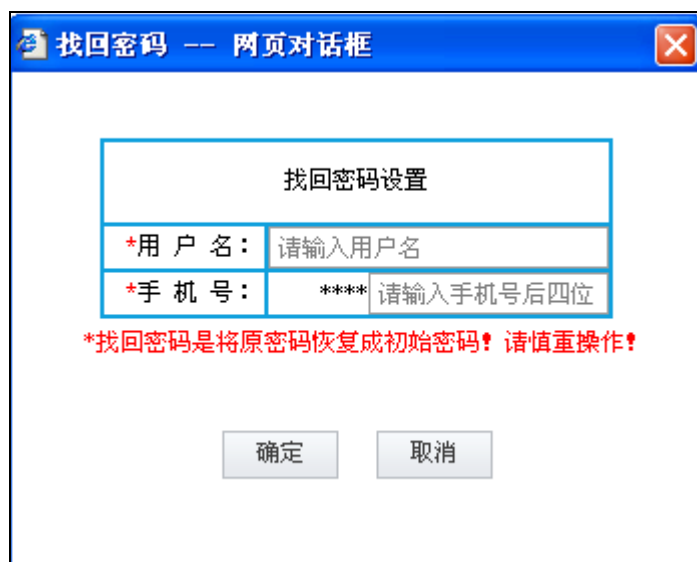 找回密码 -- 网页对话框
找回密码设置
*用 户 名： 请输入用户名
*手 机 号： ****请输入手机号后四位
*找回密码是将原密码恢复成初始密码！请慎重操作！
确定 取消